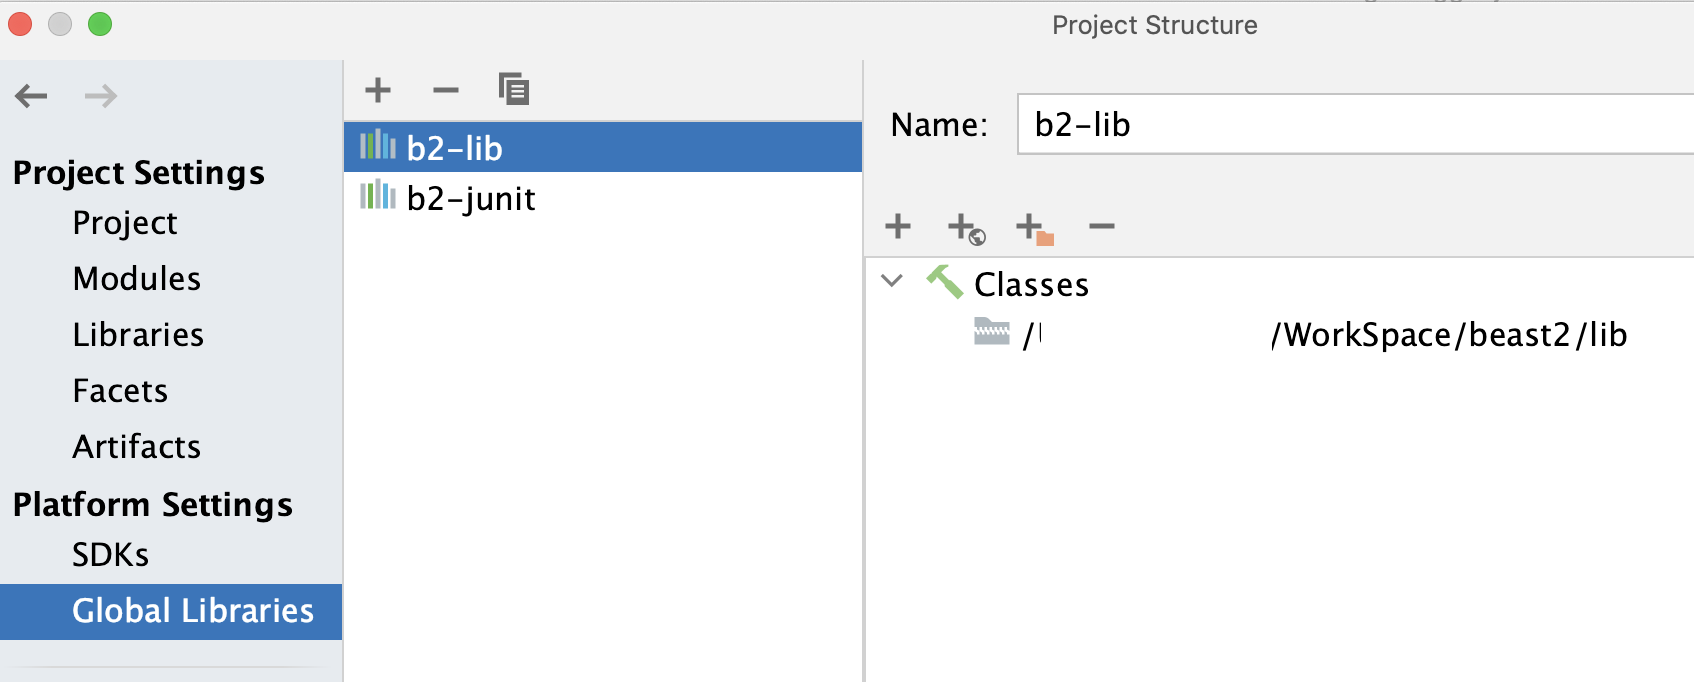 Project Structure
Project Settings
Project
Modules
Libraries
Facets
Artifacts
Platform Settings
SDKs
Global Libraries
b2-lib
b2-junit
Name: b2-lib
Classes
/WorkSpace/beast2/lib